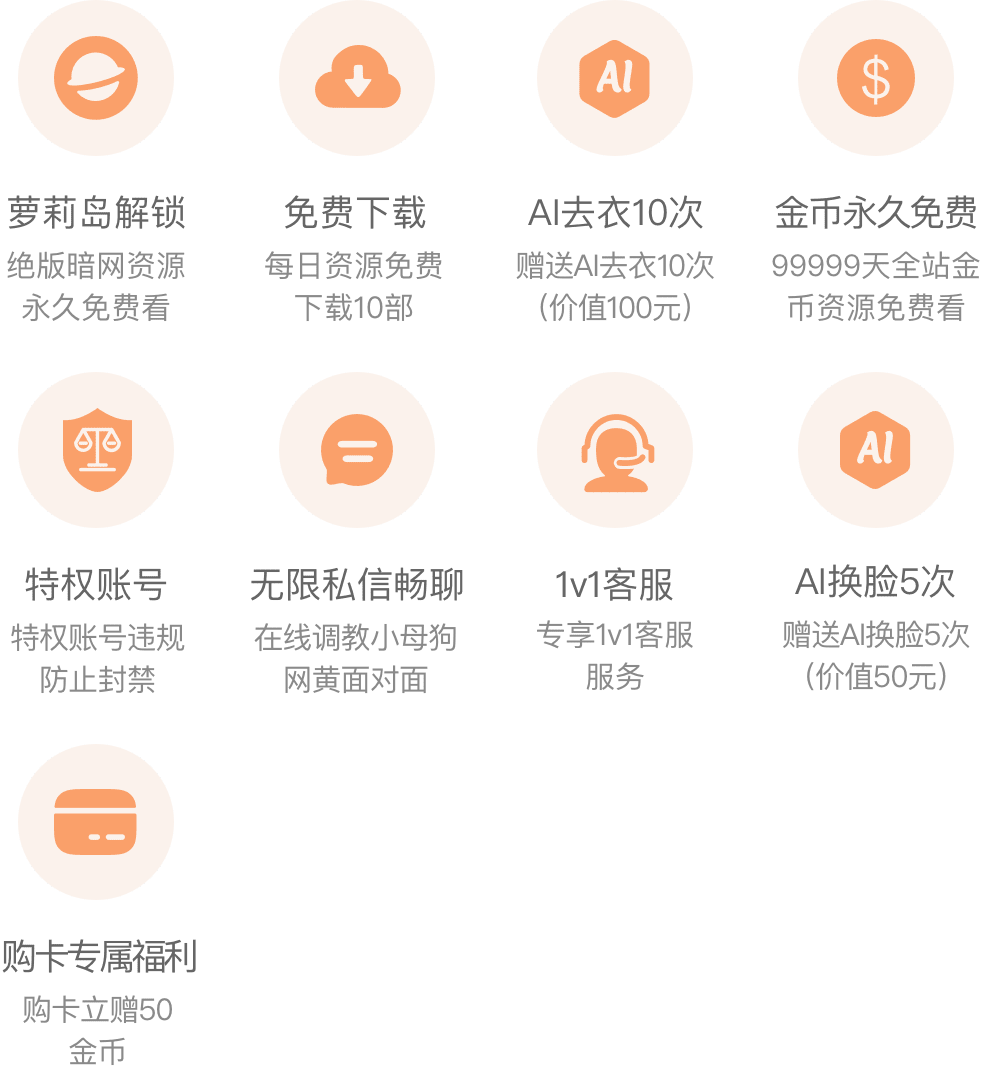 萝莉岛解锁
绝版暗网资源
永久免费看
免费下载
每日资源免费
下载10部
AI
AI去衣10次
赠送AI去衣10次
（价值100元）
$
金币永久免费
99999天全站金
币资源免费看
特权账号
特权账号违规
防止封禁
无限私信畅聊
在线调教小母狗
网黄面对面
1v1客服
专享1v1客服
服务
AI
AI换脸5次
赠送AI换脸5次
（价值50元）
购卡专属福利
购卡立赠50
金币